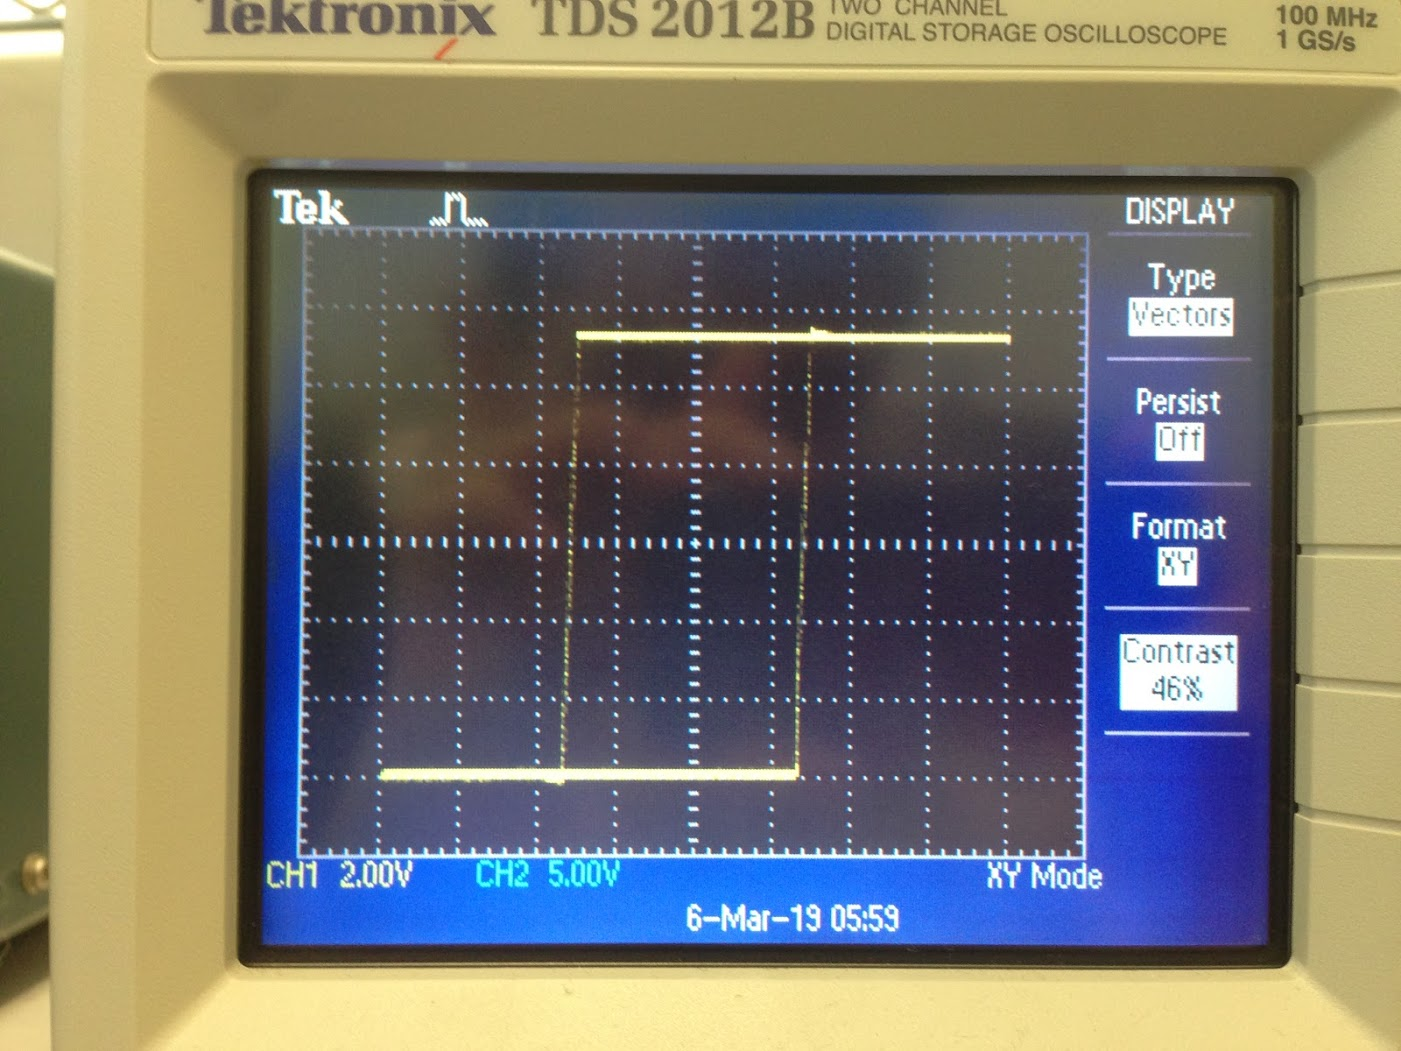 Tektronix TDS 2012B TWO CHANNEL 100 MHz
DIGITAL STORAGE OSCILLOSCOPE 1 GS/s
Tek DISPLAY
Type
Vectors
Persist
Off
Format
XY
Contrast
46%
CH1 2.00V CH2 5.00V XY Mode
6-Mar-19 05:59